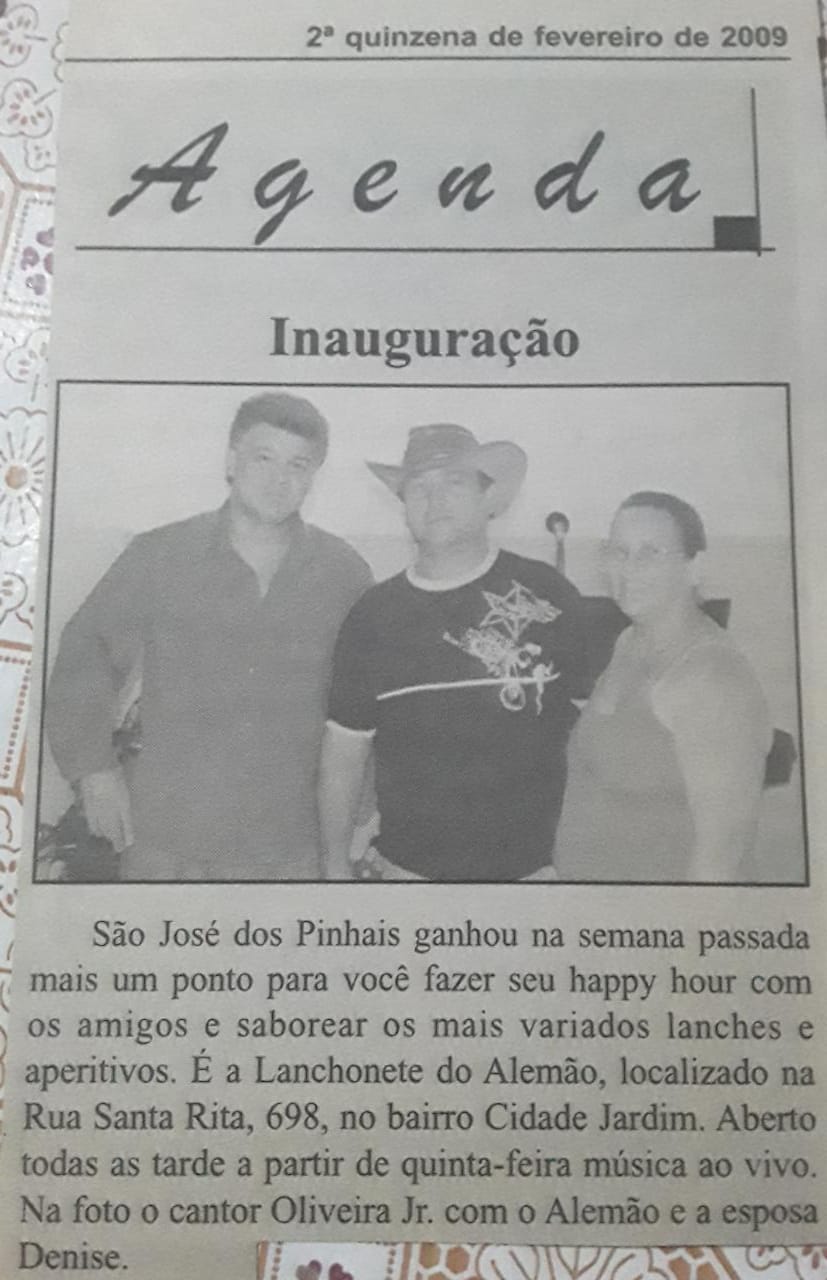 2ª quinzena de fevereiro de 2009
Agenda
Inauguração
São José dos Pinhais ganhou na semana passada
mais um ponto para você fazer seu happy hour com
os amigos e saborear os mais variados lanches e
aperitivos. É a Lanchonete do Alemão, localizado na
Rua Santa Rita, 698, no bairro Cidade Jardim. Aberto
todas as tarde a partir de quinta-feira música ao vivo.
Na foto o cantor Oliveira Jr. com o Alemão e a esposa
Denise.